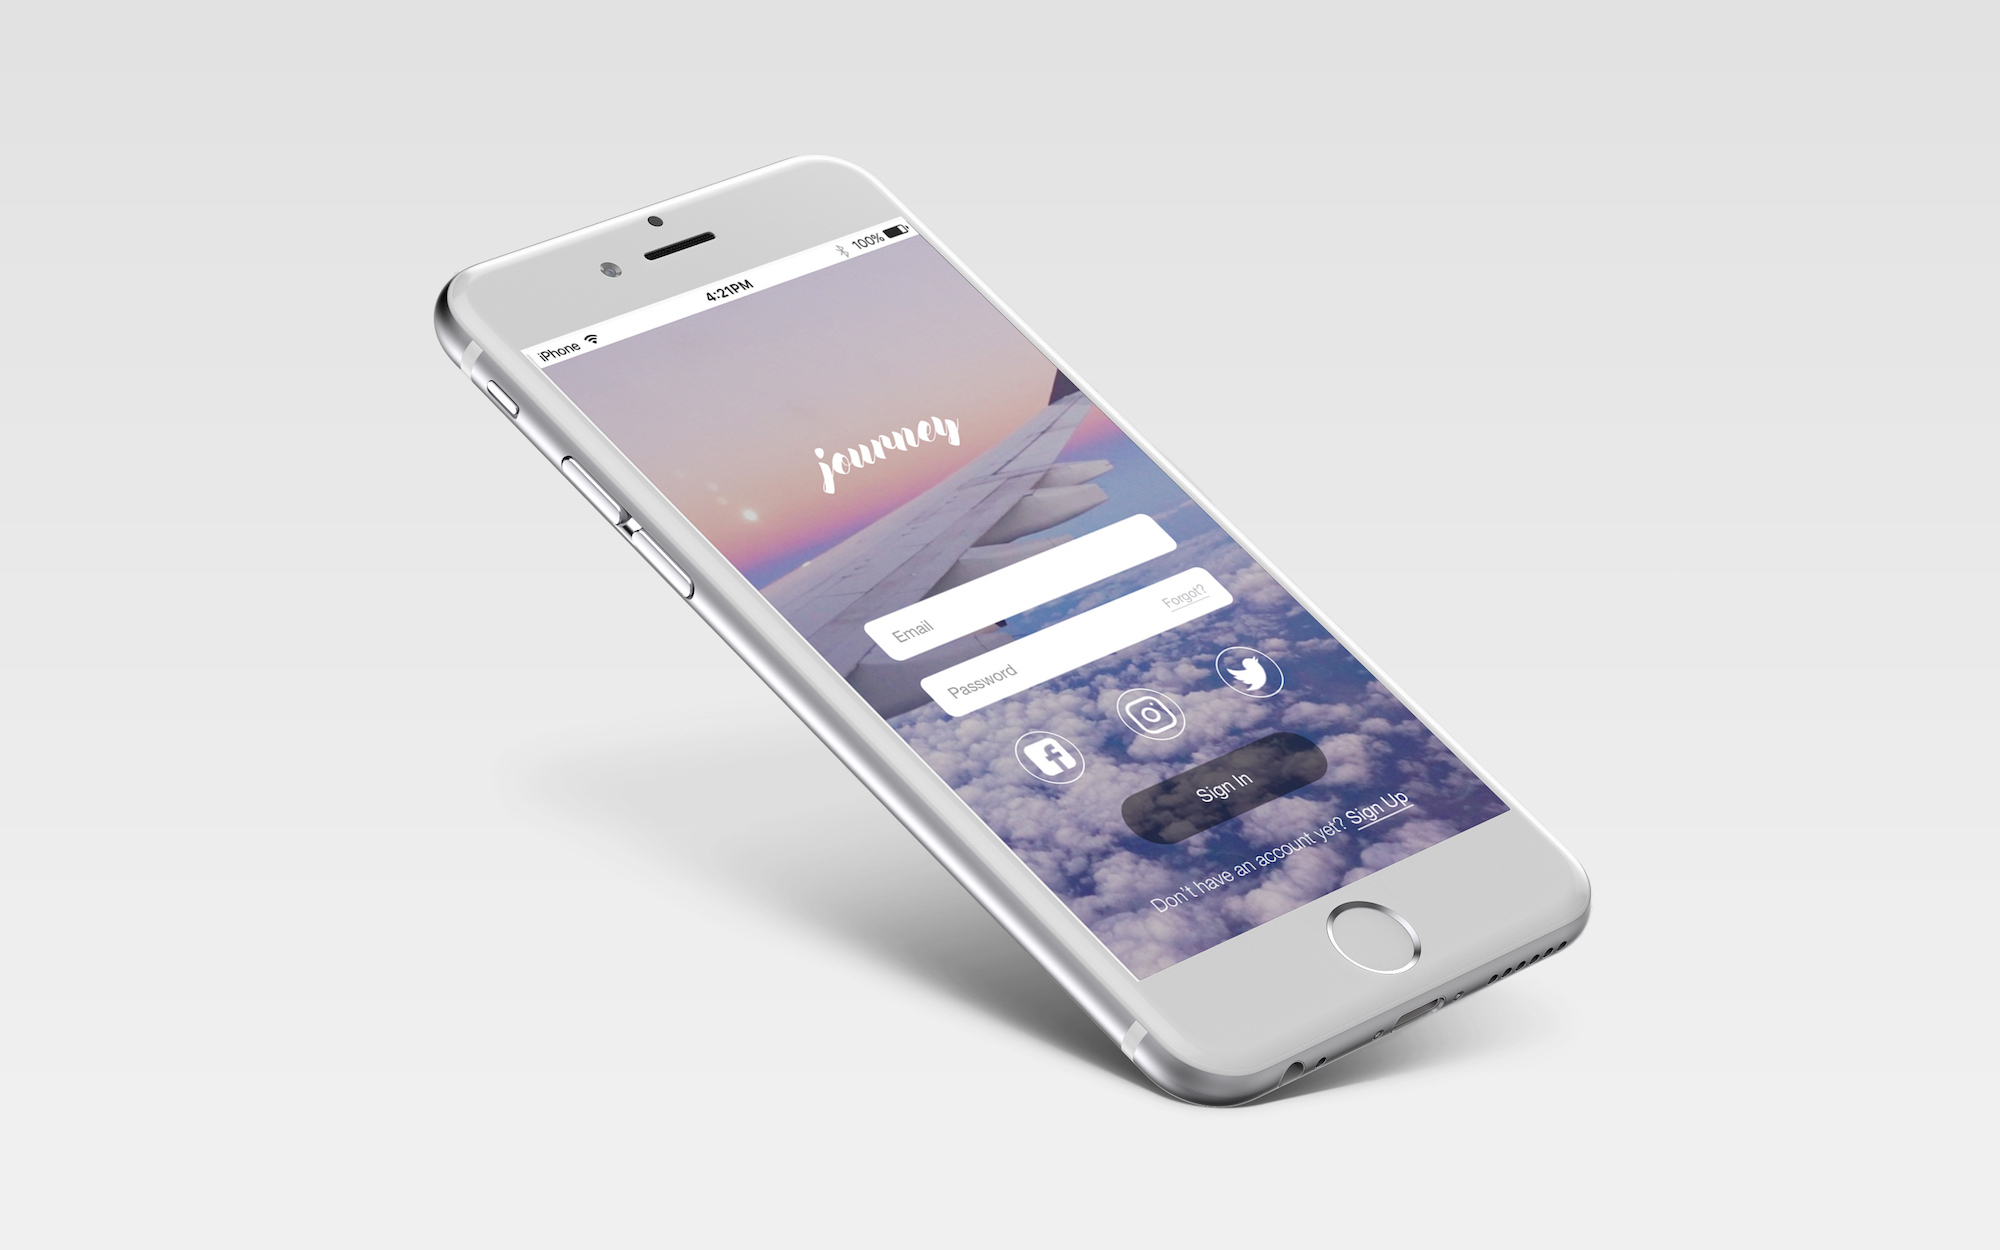 iPhone 4:21PM 100%
journey
Email
Forgot?
Password
Sign In
Don't have an account yet? Sign Up